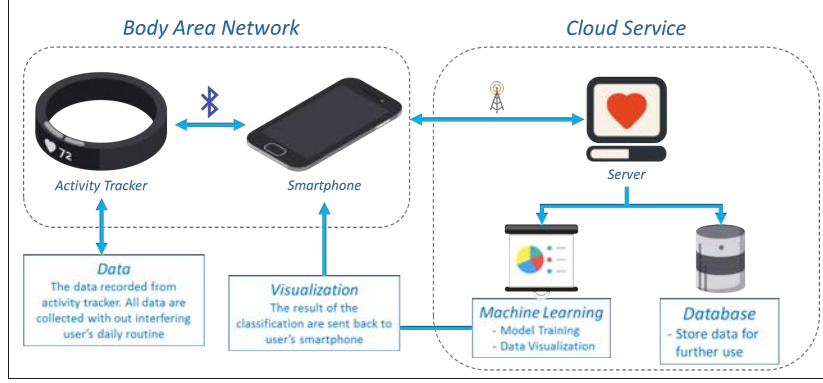 Body Area Network
Cloud Service
72
Activity Tracker
Smartphone
Server
Data
The data recorded from
activity tracker. All data are
collected with out interfering
user's daily routine
Visualization
The result of the
classification are sent back to
user's smartphone
Machine Learning
- Model Training
- Data Visualization
Database
- Store data for
further use